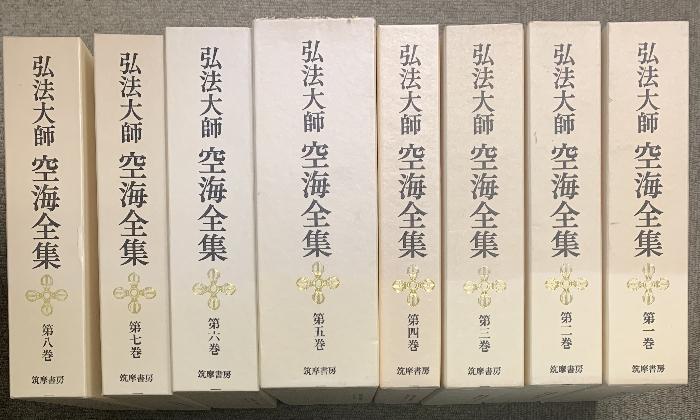 弘法大師 空海全集
第一巻
筑摩書房
弘法大師 空海全集
第二巻
筑摩書房
弘法大師 空海全集
第三巻
筑摩書房
弘法大師 空海全集
第四巻
筑摩書房
弘法大師 空海全集
第五巻
筑摩書房
弘法大師 空海全集
第六巻
筑摩書房
弘法大師 空海全集
第七巻
筑摩書房
弘法大師 空海全集
第八巻
筑摩書房